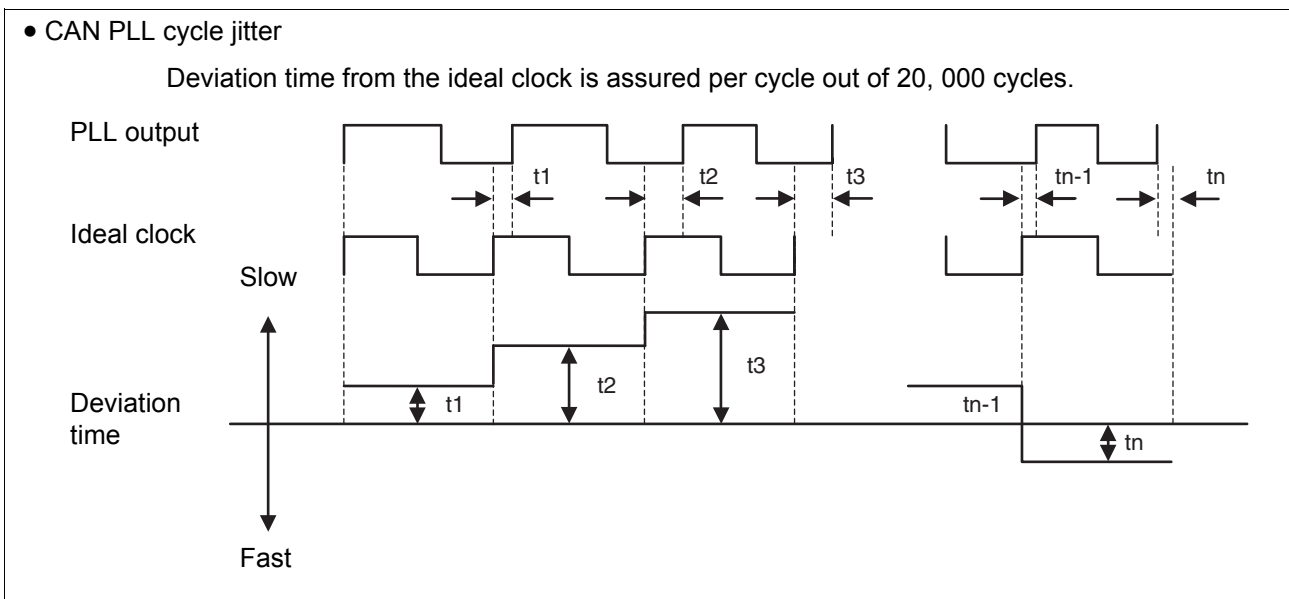 • CAN PLL cycle jitter
Deviation time from the ideal clock is assured per cycle out of 20, 000 cycles.
PLL output
t1
t2
t3
tn-1
tn
Ideal clock
Slow
t1
t2
t3
tn-1
tn
Deviation
time
Fast